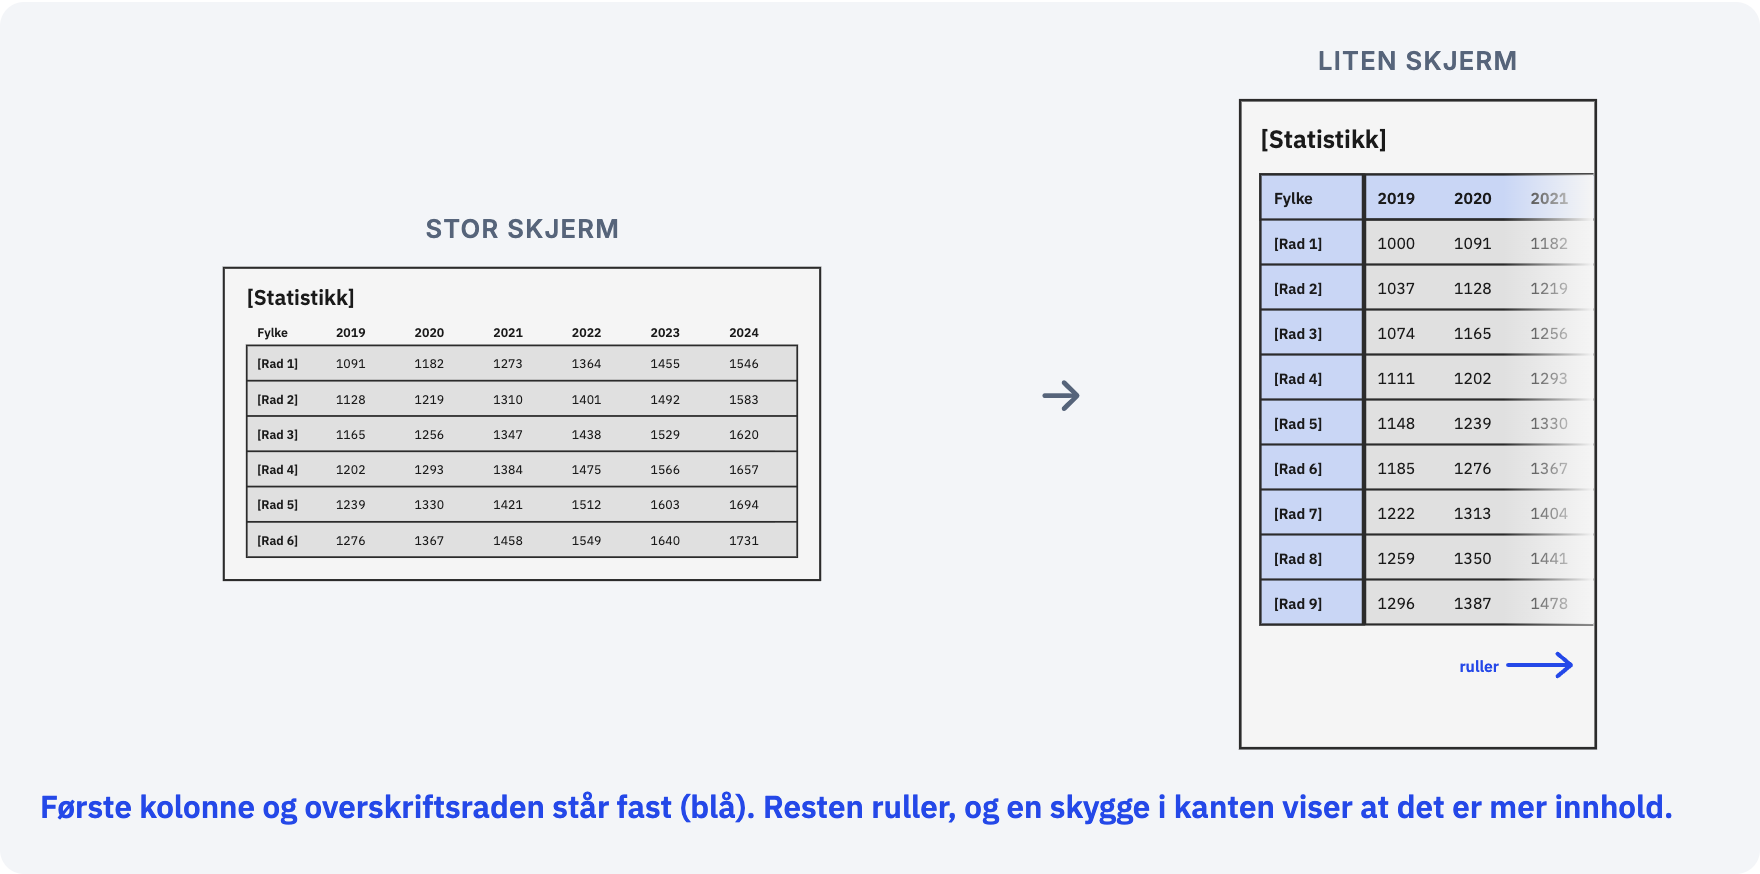 STOR SKJERM
[Statistikk]
Fylke 2019 2020 2021 2022 2023 2024
[Rad 1] 1091 1182 1273 1364 1455 1546
[Rad 2] 1128 1219 1310 1401 1492 1583
[Rad 3] 1165 1256 1347 1438 1529 1620
[Rad 4] 1202 1293 1384 1475 1566 1657
[Rad 5] 1239 1330 1421 1512 1603 1694
[Rad 6] 1276 1367 1458 1549 1640 1731
LITEN SKJERM
[Statistikk]
Fylke 2019 2020 2021
[Rad 1] 1000 1091 1182
[Rad 2] 1037 1128 1219
[Rad 3] 1074 1165 1256
[Rad 4] 1111 1202 1293
[Rad 5] 1148 1239 1330
[Rad 6] 1185 1276 1367
[Rad 7] 1222 1313 1404
[Rad 8] 1259 1350 1441
[Rad 9] 1296 1387 1478
ruller
Første kolonne og overskriftsraden står fast (blå). Resten ruller, og en skygge i kanten viser at det er mer innhold.